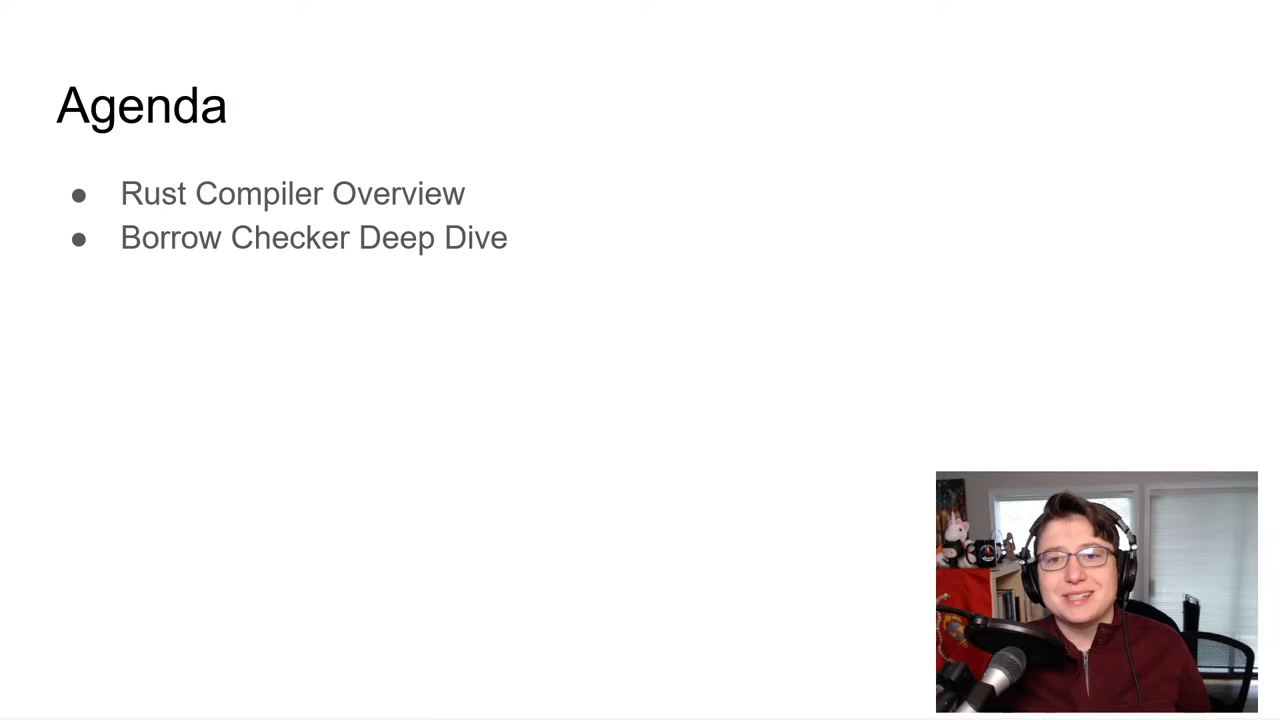 Agenda
● Rust Compiler Overview
● Borrow Checker Deep Dive